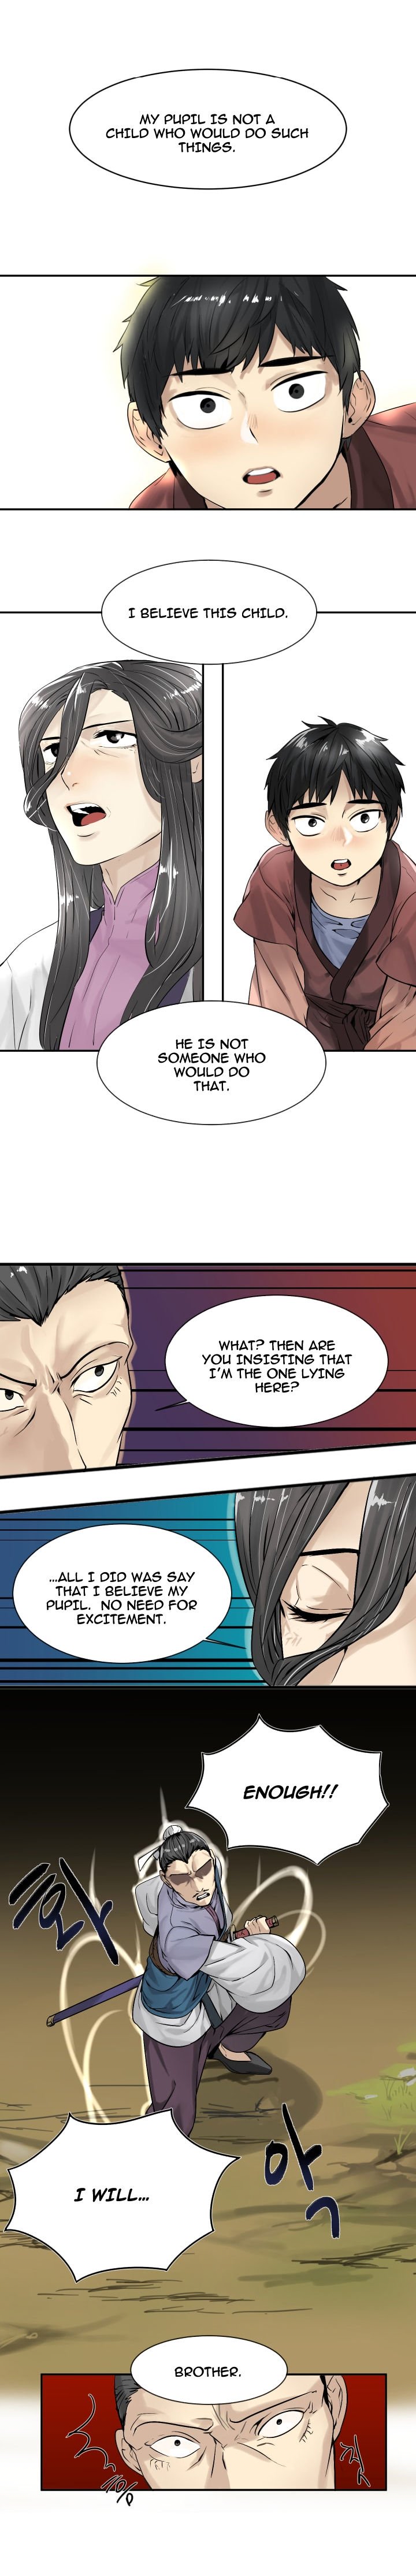 MY PUPIL IS NOT A
CHILD WHO WOULD DO SUCH
THINGS.
I BELIEVE THIS CHILD.
HE IS NOT
SOMEONE WHO
WOULD DO
THAT.
WHAT? THEN ARE
YOU INSISTING THAT
I'M THE ONE LYING
HERE?
...ALL I DID WAS SAY
THAT I BELIEVE MY
PUPIL. NO NEED FOR
EXCITEMENT.
ENOUGH!!
I WILL...
BROTHER.